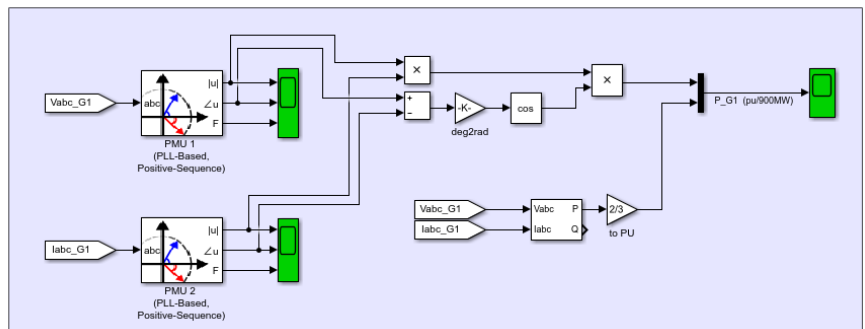 Vabc_G1
abc
|u|
∠u
F
PMU 1
(PLL-Based,
Positive-Sequence)
×
+
−
-K-
deg2rad
cos
×
P_G1 (pu/900MW)
Vabc_G1
Iabc_G1
Vabc
Iabc
P
Q
2/3
to PU
Iabc_G1
abc
|u|
∠u
F
PMU 2
(PLL-Based,
Positive-Sequence)